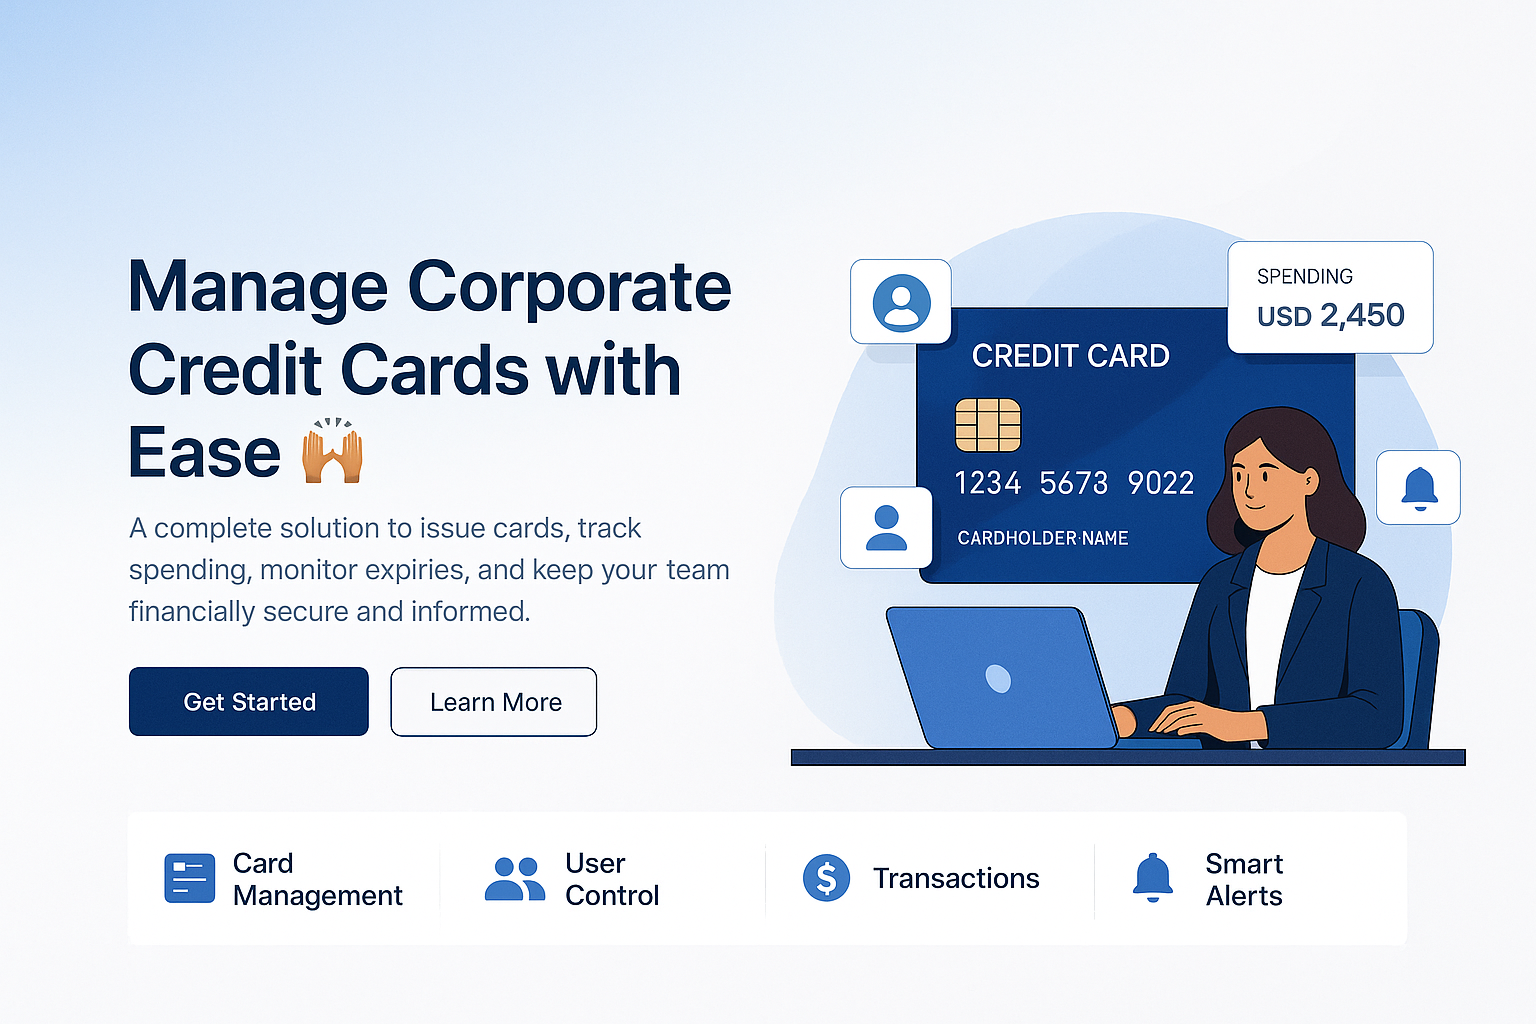 Manage Corporate
Credit Cards with
Ease 🙌🏽
A complete solution to issue cards, track
spending, monitor expiries, and keep your team
financially secure and informed.
Get Started
Learn More
SPENDING
USD 2,450
CREDIT CARD
1234 5673 9022
CARDHOLDER·NAME
Card
Management
User
Control
Transactions
Smart
Alerts